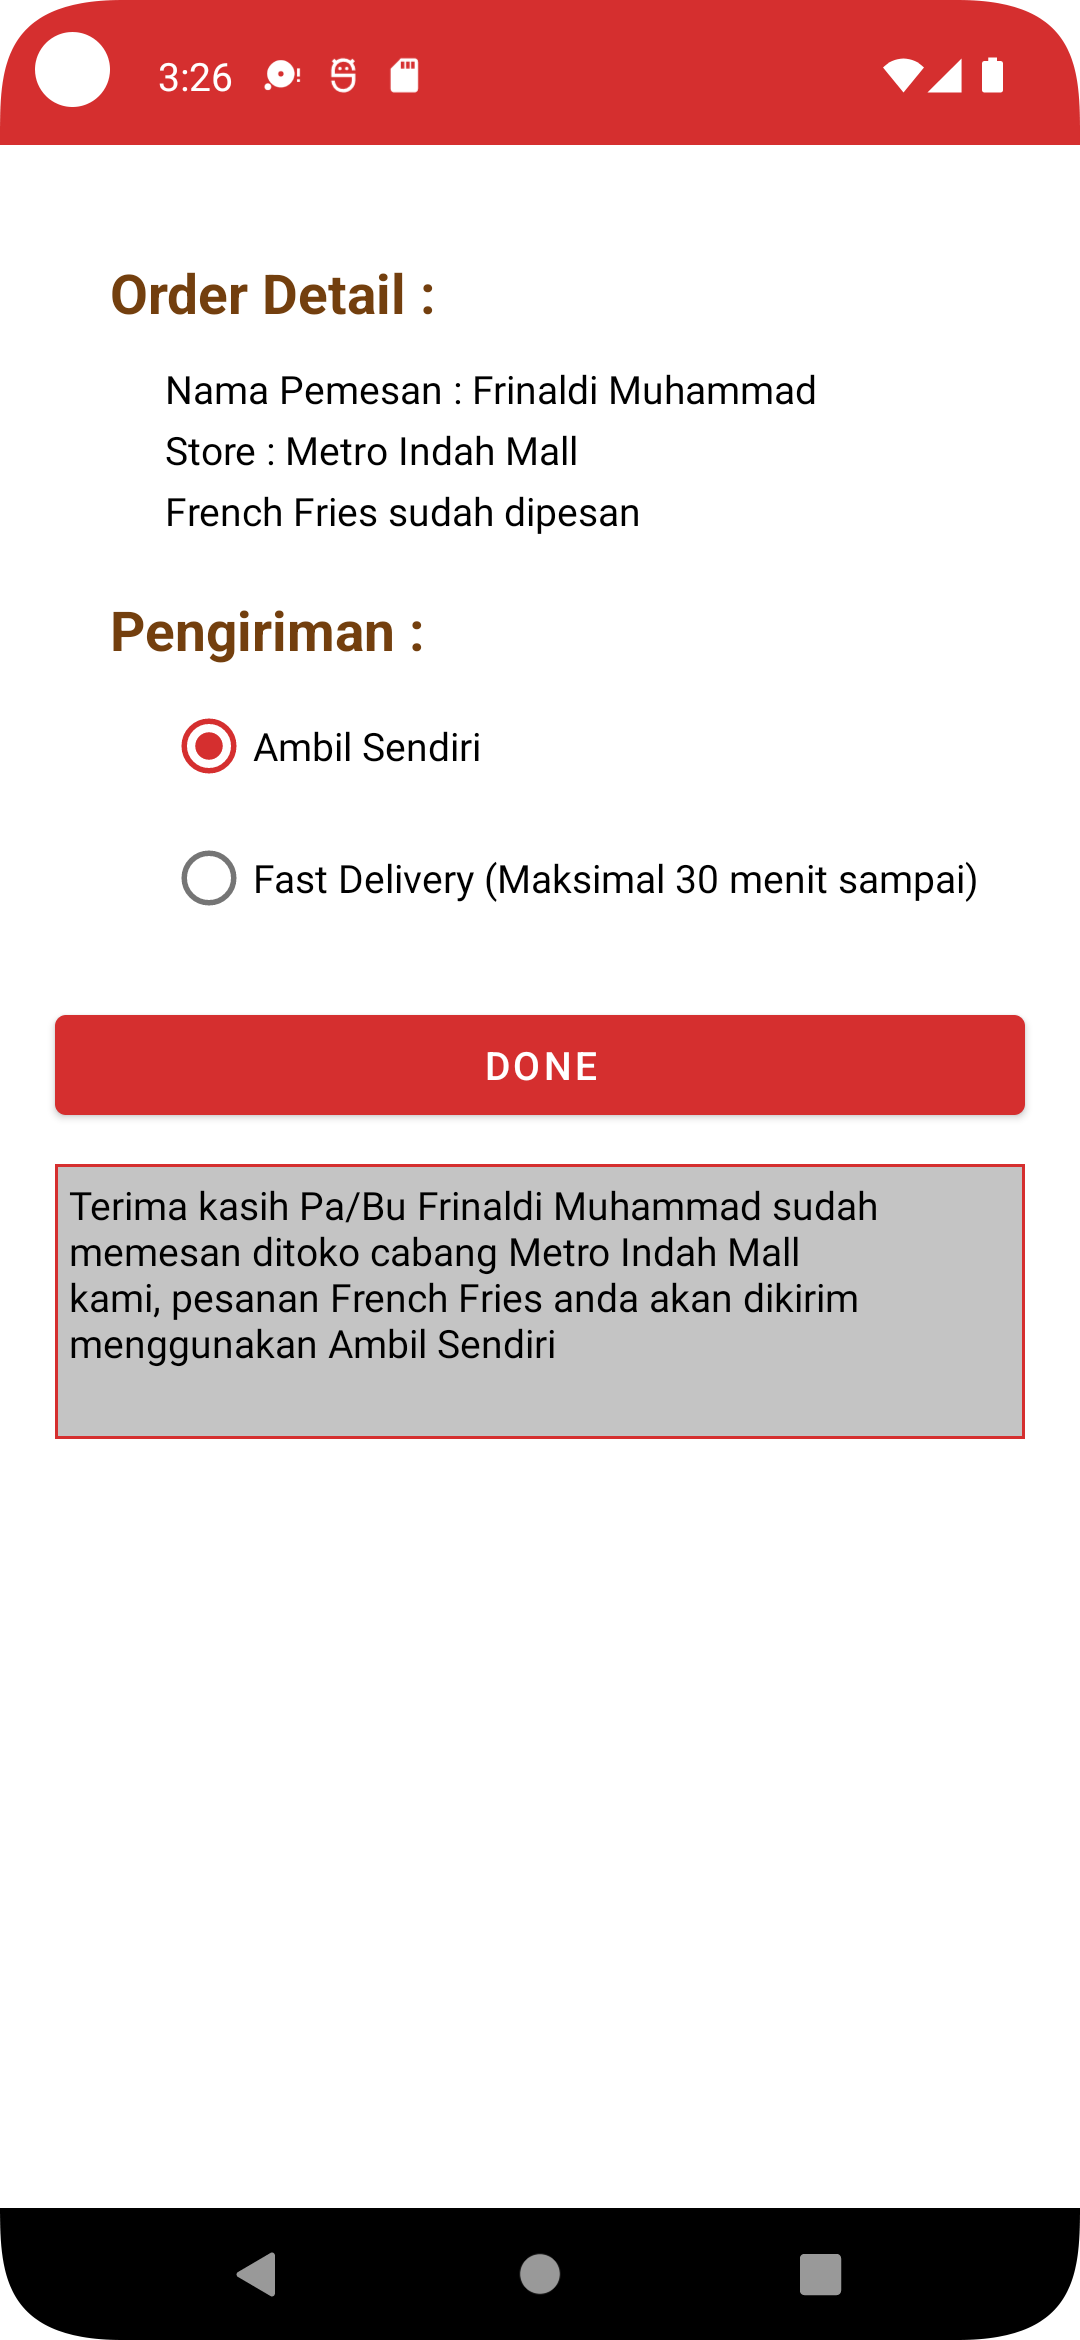 3:26
Order Detail :
Nama Pemesan : Frinaldi Muhammad
Store : Metro Indah Mall
French Fries sudah dipesan
Pengiriman :
Ambil Sendiri
Fast Delivery (Maksimal 30 menit sampai)
DONE
Terima kasih Pa/Bu Frinaldi Muhammad sudah
memesan ditoko cabang Metro Indah Mall
kami, pesanan French Fries anda akan dikirim
menggunakan Ambil Sendiri